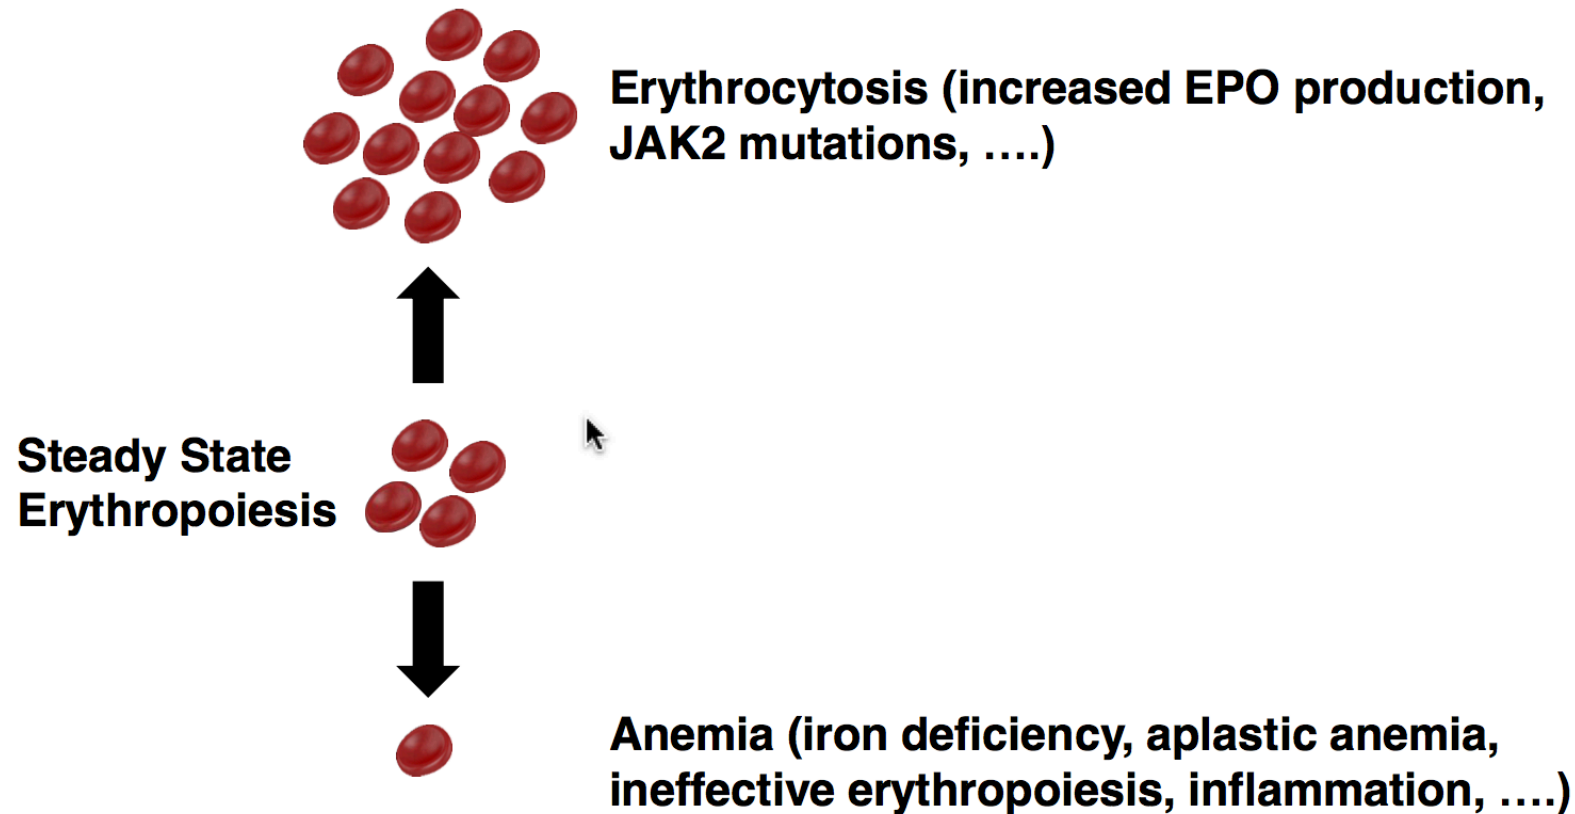 Erythrocytosis (increased EPO production,
JAK2 mutations, ….)
Steady State
Erythropoiesis
Anemia (iron deficiency, aplastic anemia,
ineffective erythropoiesis, inflammation, ….)